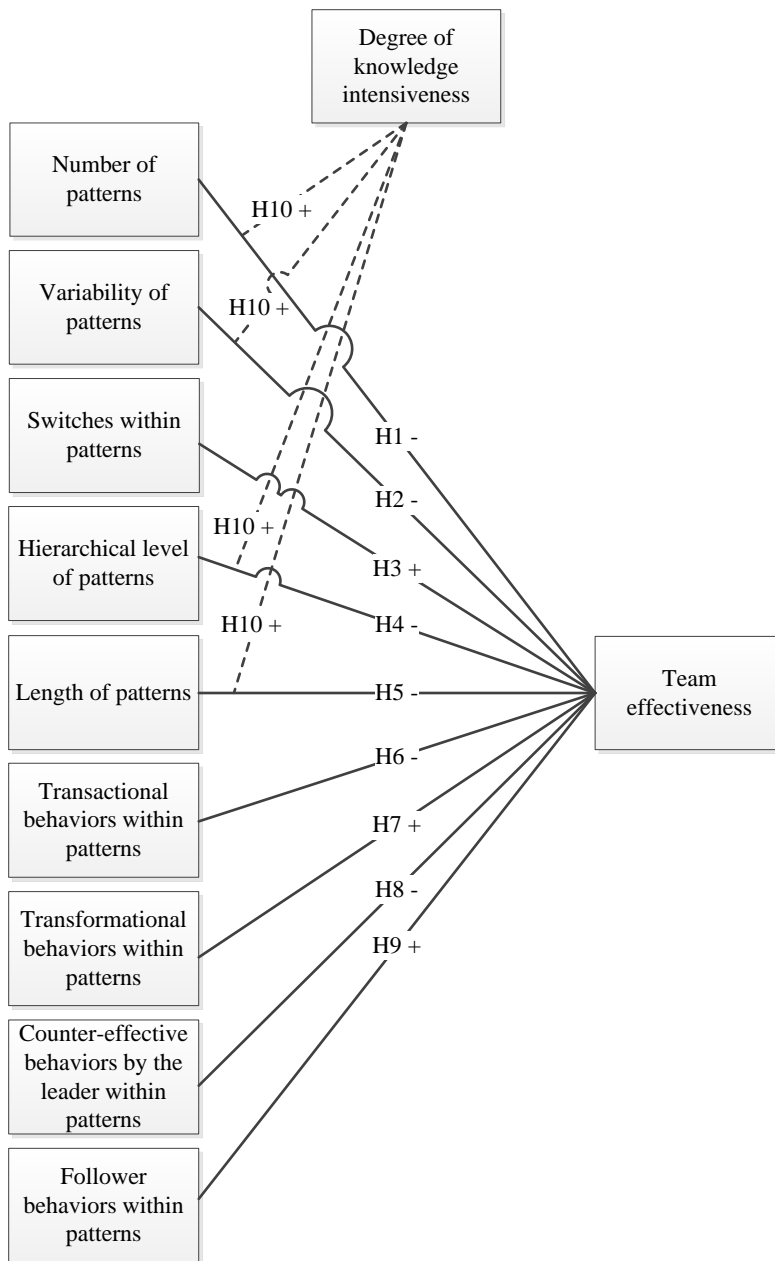 Degree of
knowledge
intensiveness
Number of
patterns
H10 +
Variability of
patterns
H10 +
Switches within
patterns
H1 -
H2 -
Hierarchical level
of patterns
H10 +
H3 +
H10 +
H4 -
Length of patterns
H5 -
Team
effectiveness
H6 -
Transactional
behaviors within
patterns
H7 +
Transformational
behaviors within
patterns
H8 -
H9 +
Counter-effective
behaviors by the
leader within
patterns
Follower
behaviors within
patterns